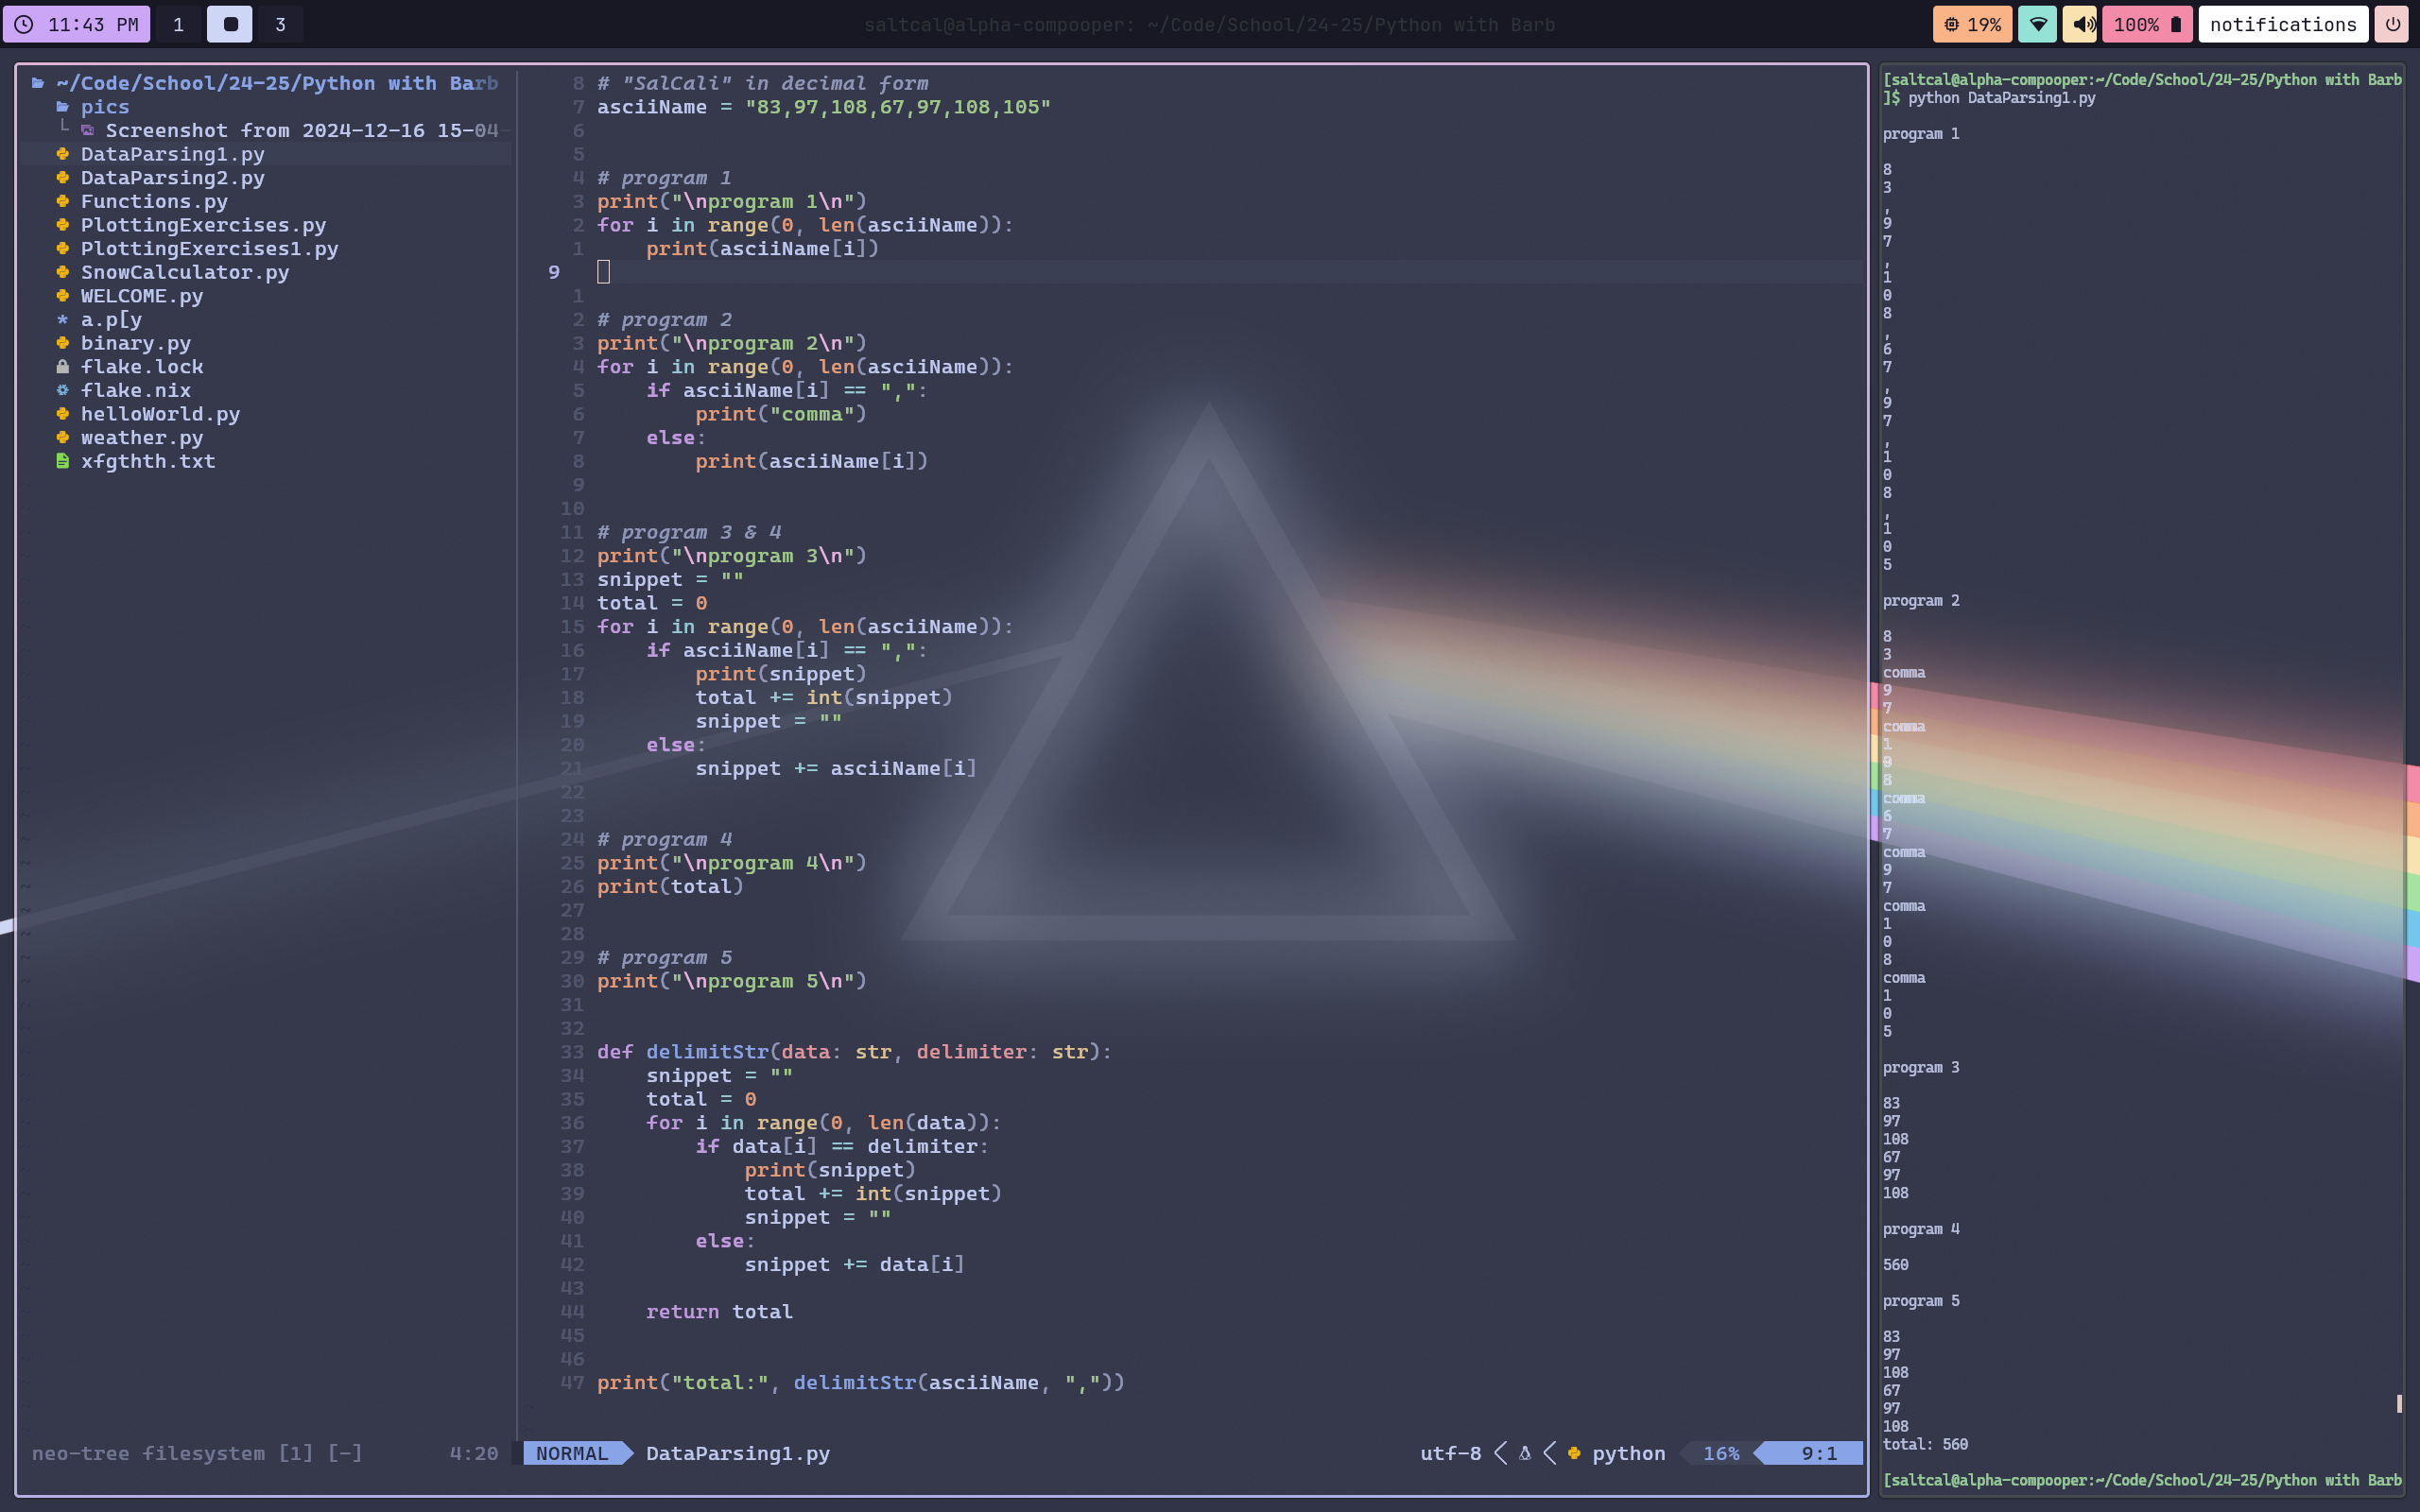 11:43 PM 1 3 saltcal@alpha-compooper: ~/Code/School/24-25/Python with Barb 19% 100% notifications
~/Code/School/24-25/Python with Barb
pics
Screenshot from 2024-12-16 15-04-
DataParsing1.py
DataParsing2.py
Functions.py
PlottingExercises.py
PlottingExercises1.py
SnowCalculator.py
WELCOME.py
a.p[y
binary.py
flake.lock
flake.nix
helloWorld.py
weather.py
xfgthth.txt
neo-tree filesystem [1] [-] 4:20
8 # "SalCali" in decimal form
7 asciiName = "83,97,108,67,97,108,105"
6
5
4 # program 1
3 print("\nprogram 1\n")
2 for i in range(0, len(asciiName)):
1     print(asciiName[i])
9
1
2 # program 2
3 print("\nprogram 2\n")
4 for i in range(0, len(asciiName)):
5     if asciiName[i] == ",":
6         print("comma")
7     else:
8         print(asciiName[i])
9
10
11 # program 3 & 4
12 print("\nprogram 3\n")
13 snippet = ""
14 total = 0
15 for i in range(0, len(asciiName)):
16     if asciiName[i] == ",":
17         print(snippet)
18         total += int(snippet)
19         snippet = ""
20     else:
21         snippet += asciiName[i]
22
23
24 # program 4
25 print("\nprogram 4\n")
26 print(total)
27
28
29 # program 5
30 print("\nprogram 5\n")
31
32
33 def delimitStr(data: str, delimiter: str):
34     snippet = ""
35     total = 0
36     for i in range(0, len(data)):
37         if data[i] == delimiter:
38             print(snippet)
39             total += int(snippet)
40             snippet = ""
41         else:
42             snippet += data[i]
43
44     return total
45
46
47 print("total:", delimitStr(asciiName, ","))
NORMAL DataParsing1.py utf-8 python 16% 9:1
[saltcal@alpha-compooper:~/Code/School/24-25/Python with Barb
]$ python DataParsing1.py
program 1
8
3
,
9
7
,
1
0
8
,
6
7
,
9
7
,
1
0
8
,
1
0
5
program 2
8
3
comma
9
7
comma
1
0
8
comma
6
7
comma
9
7
comma
1
0
8
comma
1
0
5
program 3
83
97
108
67
97
108
program 4
560
program 5
83
97
108
67
97
108
total: 560
[saltcal@alpha-compooper:~/Code/School/24-25/Python with Barb